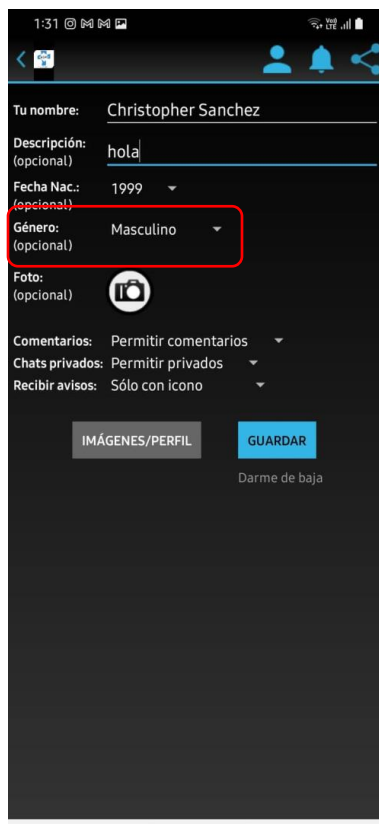 1:31
Tu nombre: Christopher Sanchez
Descripción:
(opcional) hola
Fecha Nac.: 1999
(opcional)
Género: Masculino
(opcional)
Foto:
(opcional)
Comentarios: Permitir comentarios
Chats privados: Permitir privados
Recibir avisos: Sólo con icono
IMÁGENES/PERFIL GUARDAR
Darme de baja